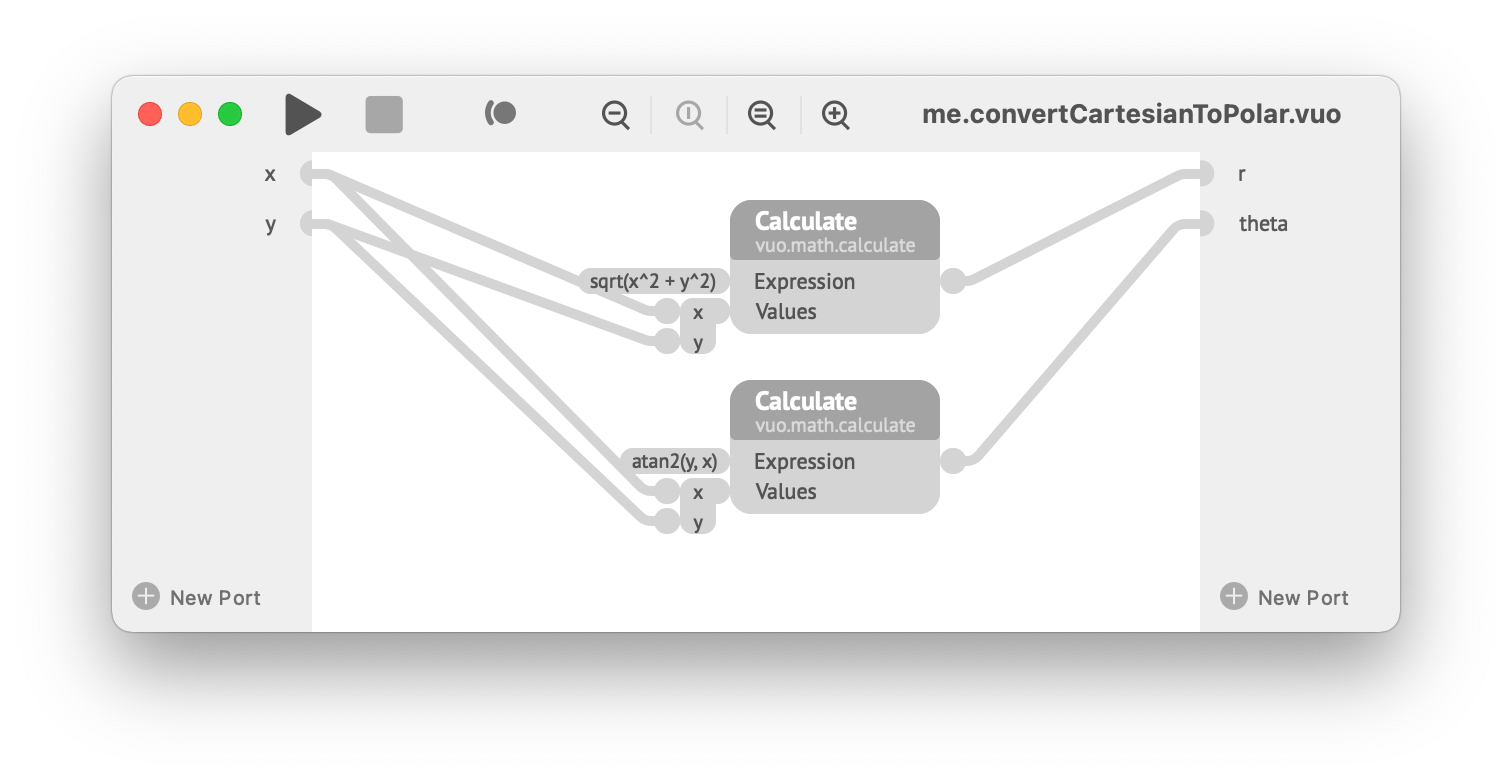 me.convertCartesianToPolar.vuo
x
y
r
theta
Calculate
vuo.math.calculate
sqrt(x^2 + y^2)
Expression
x
Values
y
Calculate
vuo.math.calculate
atan2(y, x)
Expression
x
Values
y
New Port
New Port